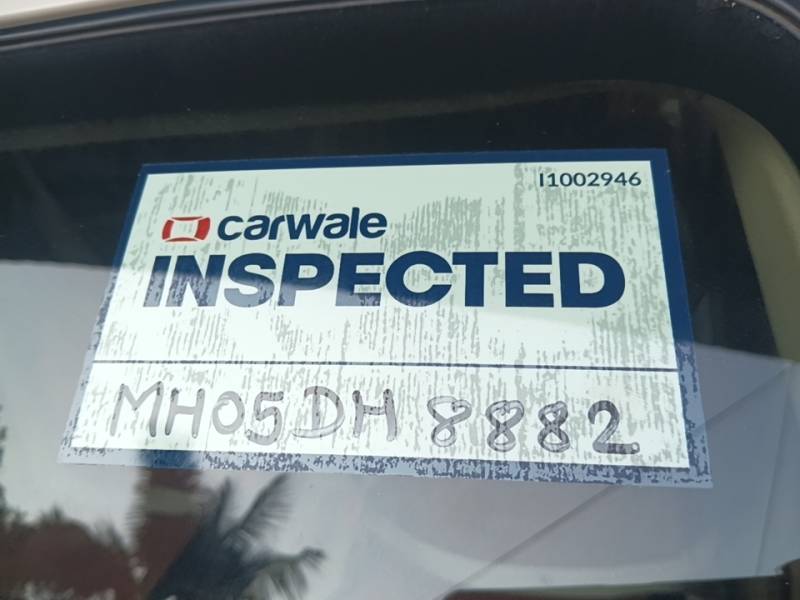 I1002946
carwale
INSPECTED
MH05DH 8882